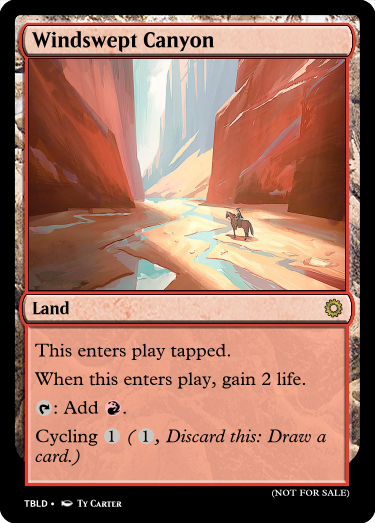 Windswept Canyon
Land
This enters play tapped.
When this enters play, gain 2 life.
: Add .
Cycling 1 ( 1, Discard this: Draw a
card.)
(NOT FOR SALE)
TBLD • Ty Carter